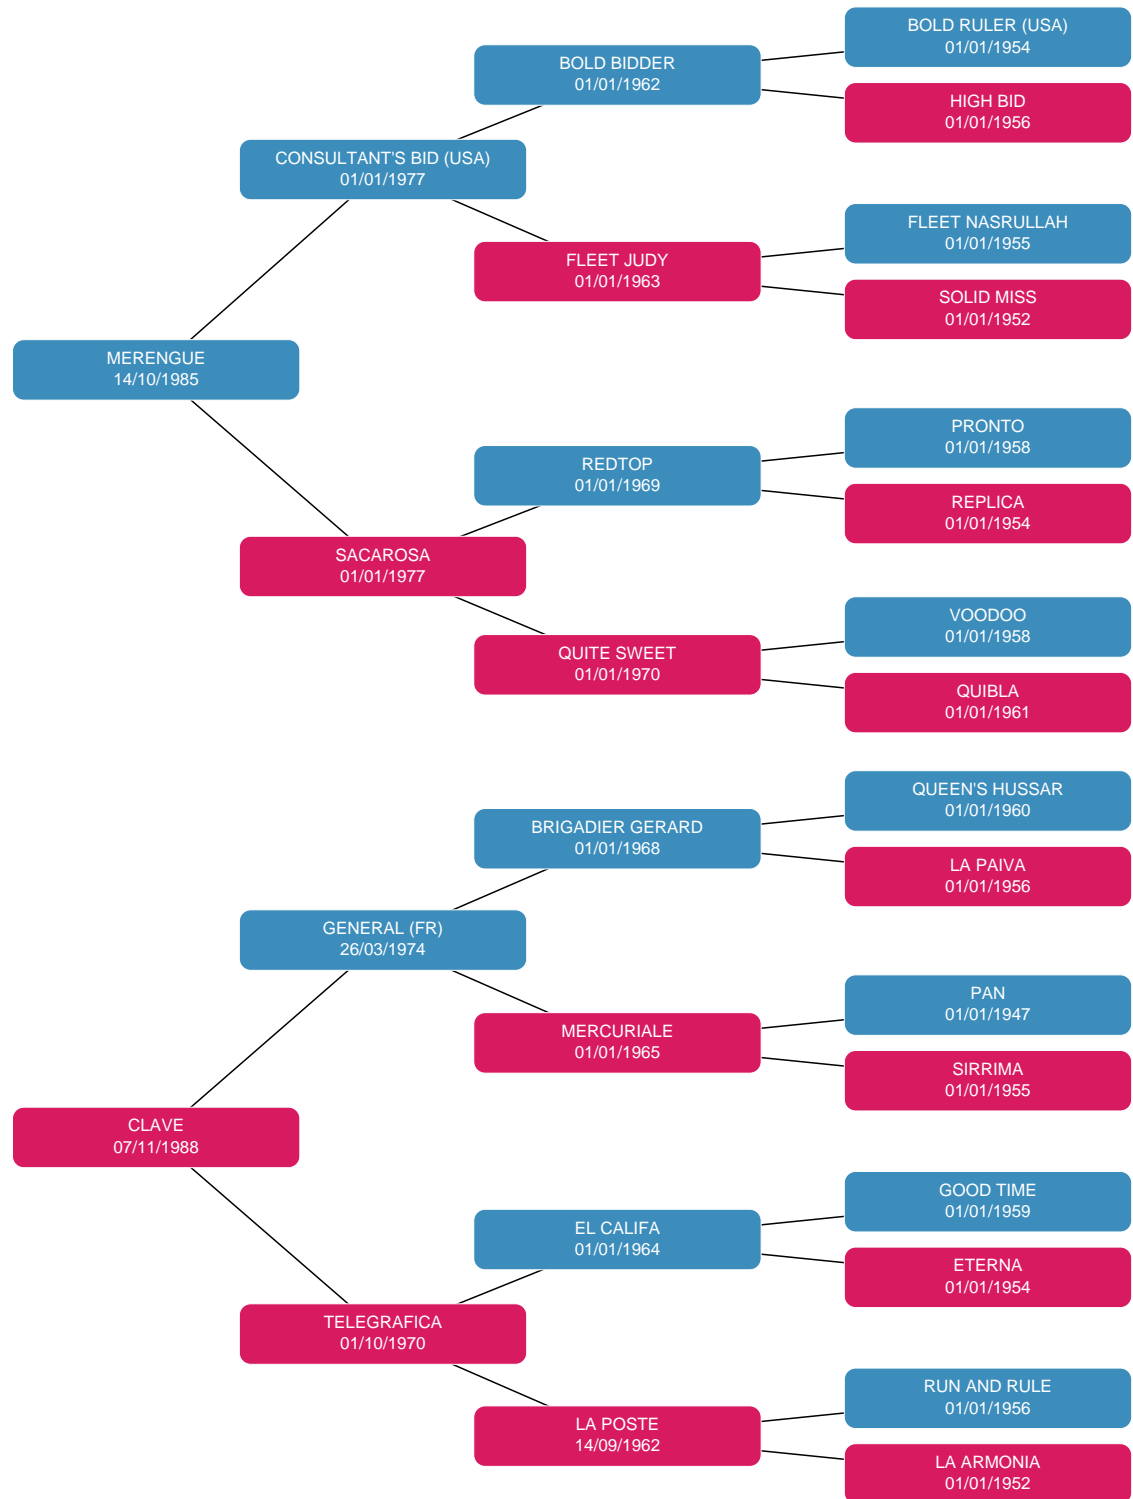 BOLD RULER (USA)
01/01/1954
BOLD BIDDER
01/01/1962
HIGH BID
01/01/1956
CONSULTANT'S BID (USA)
01/01/1977
FLEET NASRULLAH
01/01/1955
FLEET JUDY
01/01/1963
SOLID MISS
01/01/1952
MERENGUE
14/10/1985
PRONTO
01/01/1958
REDTOP
01/01/1969
REPLICA
01/01/1954
SACAROSA
01/01/1977
VOODOO
01/01/1958
QUITE SWEET
01/01/1970
QUIBLA
01/01/1961
QUEEN'S HUSSAR
01/01/1960
BRIGADIER GERARD
01/01/1968
LA PAIVA
01/01/1956
GENERAL (FR)
26/03/1974
PAN
01/01/1947
MERCURIALE
01/01/1965
SIRRIMA
01/01/1955
CLAVE
07/11/1988
GOOD TIME
01/01/1959
EL CALIFA
01/01/1964
ETERNA
01/01/1954
TELEGRAFICA
01/10/1970
RUN AND RULE
01/01/1956
LA POSTE
14/09/1962
LA ARMONIA
01/01/1952